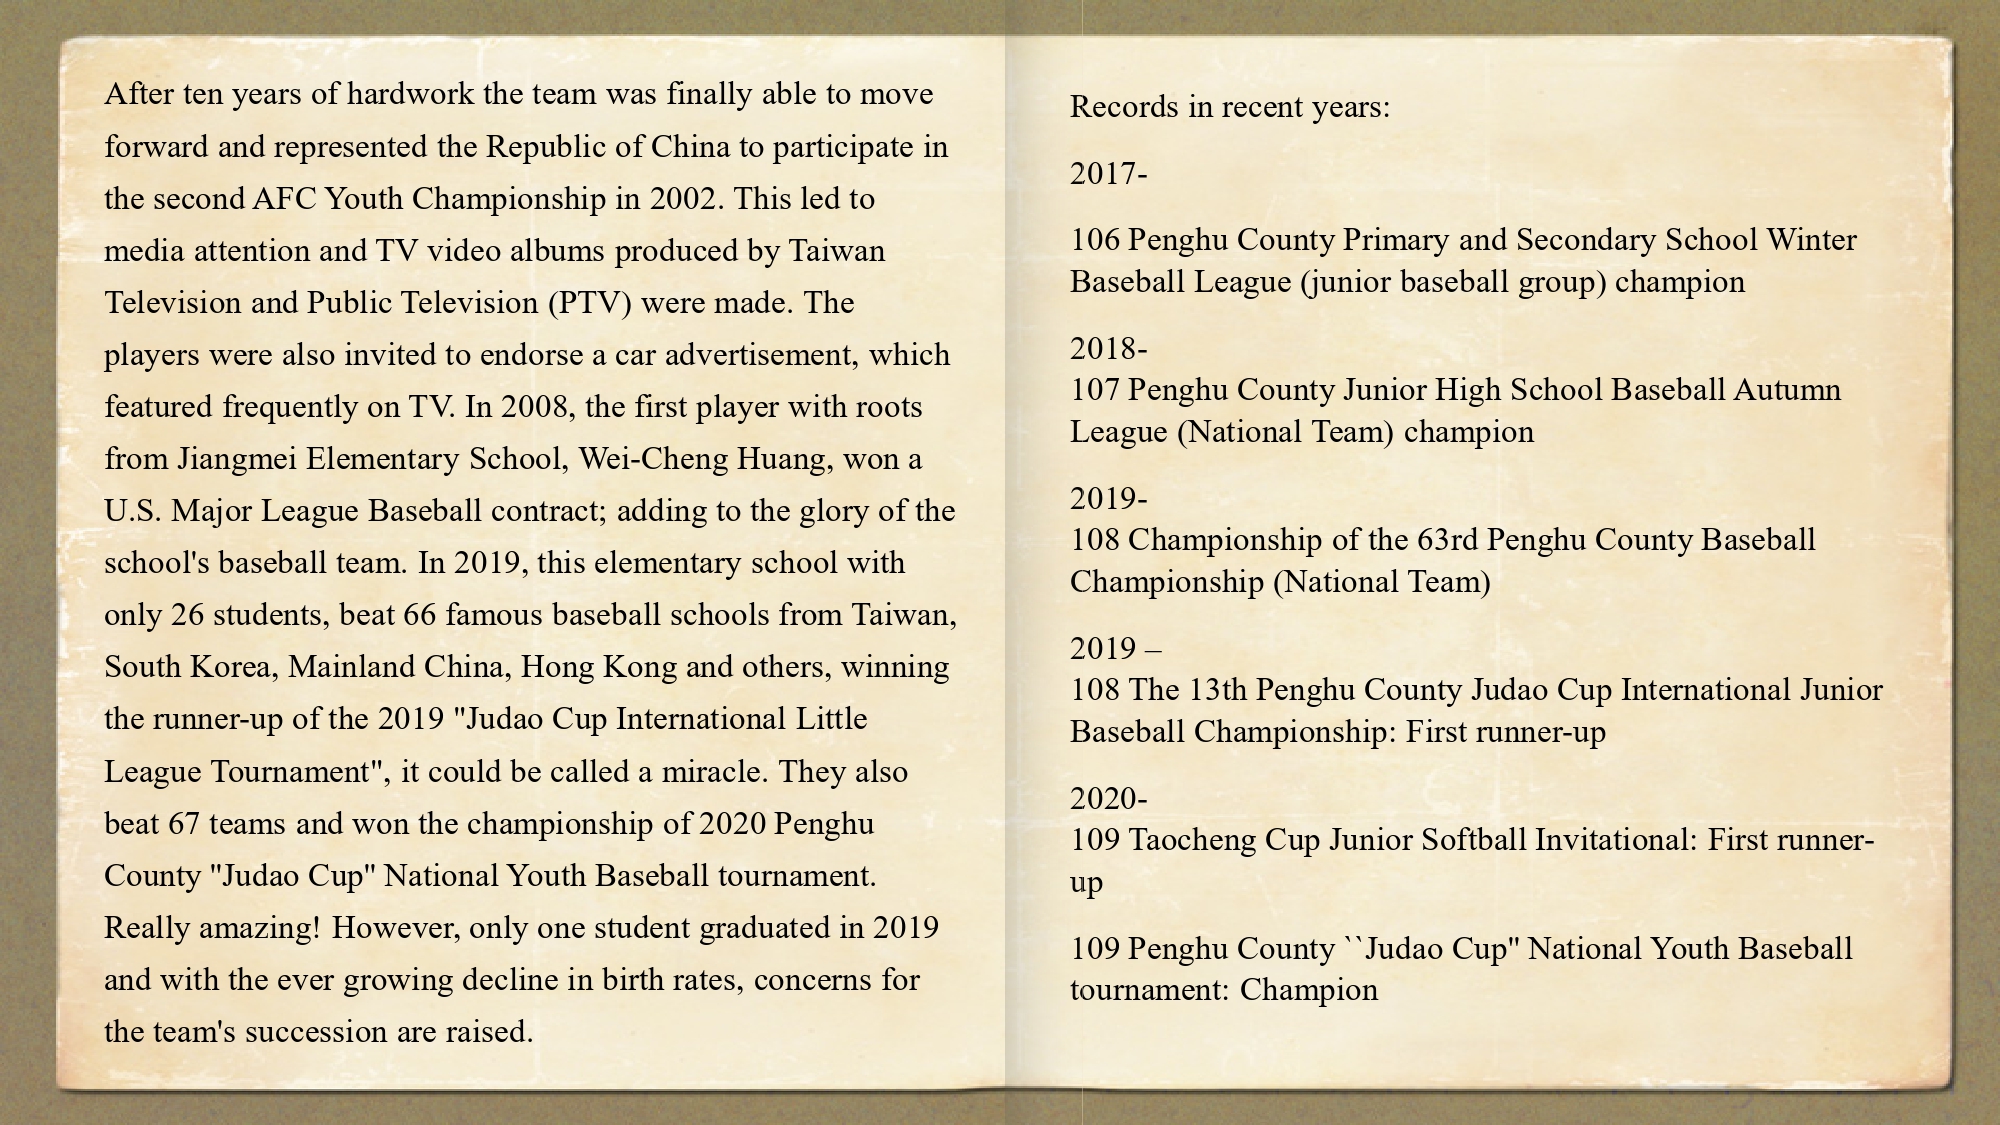 After ten years of hardwork the team was finally able to move
forward and represented the Republic of China to participate in
the second AFC Youth Championship in 2002. This led to
media attention and TV video albums produced by Taiwan
Television and Public Television (PTV) were made. The
players were also invited to endorse a car advertisement, which
featured frequently on TV. In 2008, the first player with roots
from Jiangmei Elementary School, Wei-Cheng Huang, won a
U.S. Major League Baseball contract; adding to the glory of the
school's baseball team. In 2019, this elementary school with
only 26 students, beat 66 famous baseball schools from Taiwan,
South Korea, Mainland China, Hong Kong and others, winning
the runner-up of the 2019 "Judao Cup International Little
League Tournament", it could be called a miracle. They also
beat 67 teams and won the championship of 2020 Penghu
County "Judao Cup" National Youth Baseball tournament.
Really amazing! However, only one student graduated in 2019
and with the ever growing decline in birth rates, concerns for
the team's succession are raised.
Records in recent years:
2017-
106 Penghu County Primary and Secondary School Winter
Baseball League (junior baseball group) champion
2018-
107 Penghu County Junior High School Baseball Autumn
League (National Team) champion
2019-
108 Championship of the 63rd Penghu County Baseball
Championship (National Team)
2019 –
108 The 13th Penghu County Judao Cup International Junior
Baseball Championship: First runner-up
2020-
109 Taocheng Cup Junior Softball Invitational: First runner-
up
109 Penghu County ``Judao Cup" National Youth Baseball
tournament: Champion